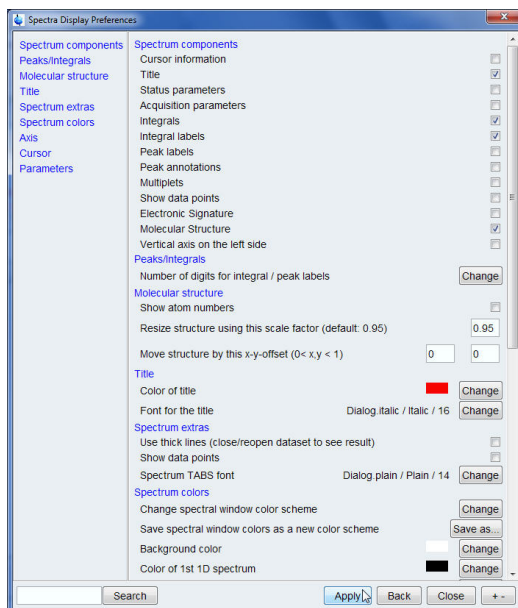 Spectra Display Preferences
Spectrum components
Peaks/Integrals
Molecular structure
Title
Spectrum extras
Spectrum colors
Axis
Cursor
Parameters
Spectrum components
Cursor information
Title
Status parameters
Acquisition parameters
Integrals
Integral labels
Peak labels
Peak annotations
Multiplets
Show data points
Electronic Signature
Molecular Structure
Vertical axis on the left side
Peaks/Integrals
Number of digits for integral / peak labels Change
Molecular structure
Show atom numbers
Resize structure using this scale factor (default: 0.95) 0.95
Move structure by this x-y-offset (0< x,y < 1) 0 0
Title
Color of title Change
Font for the title Dialog.italic / Italic / 16 Change
Spectrum extras
Use thick lines (close/reopen dataset to see result)
Show data points
Spectrum TABS font Dialog.plain / Plain / 14 Change
Spectrum colors
Change spectral window color scheme Change
Save spectral window colors as a new color scheme Save as...
Background color Change
Color of 1st 1D spectrum Change
Search Apply Back Close + -